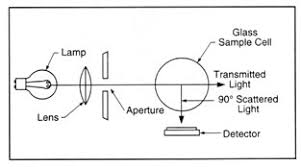 Glass
Sample Cell
Lamp
Transmitted
Light
Lens
Aperture
90° Scattered
Light
Detector